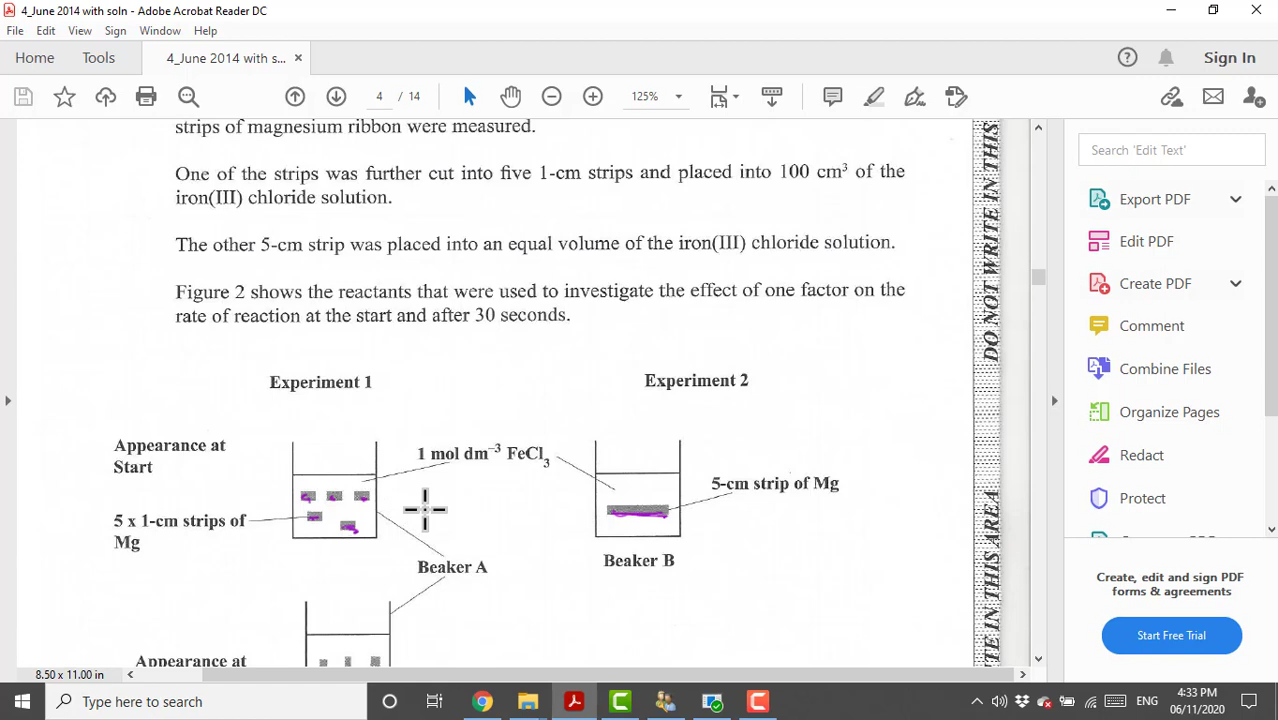 4_June 2014 with soln - Adobe Acrobat Reader DC
File Edit View Sign Window Help
Home Tools 4_June 2014 with s... × Sign In
4 / 14 125%
strips of magnesium ribbon were measured.
One of the strips was further cut into five 1-cm strips and placed into 100 cm³ of the
iron(III) chloride solution.
The other 5-cm strip was placed into an equal volume of the iron(III) chloride solution.
Figure 2 shows the reactants that were used to investigate the effect of one factor on the
rate of reaction at the start and after 30 seconds.
Experiment 1
Experiment 2
Appearance at
Start
1 mol dm⁻³ FeCl₃
5-cm strip of Mg
5 x 1-cm strips of
Mg
Beaker A
Beaker B
Appearance at
DO NOT WRITE IN THIS
TE IN THIS AREA
8.50 x 11.00 in
Search 'Edit Text'
Export PDF
Edit PDF
Create PDF
Comment
Combine Files
Organize Pages
Redact
Protect
Create, edit and sign PDF
forms & agreements
Start Free Trial
Type here to search
ENG
4:33 PM
06/11/2020